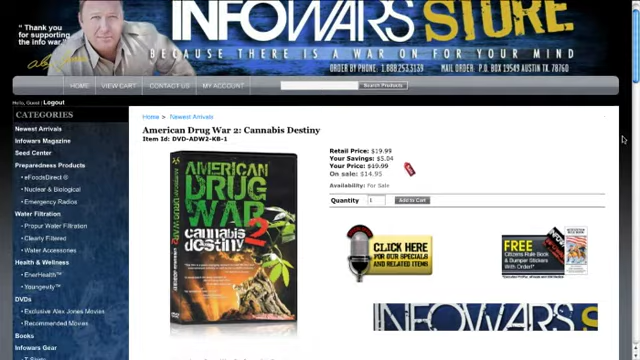 INFOWARS STORE
" Thank you
for supporting
the info war."
BECAUSE THERE IS A WAR ON FOR YOUR MIND
ORDER BY PHONE: 1.888.253.3139 MAIL ORDER: P.O. BOX 19549 AUSTIN TX. 78760
HOME VIEW CART CONTACT US MY ACCOUNT
Search Products
Hello, Guest | Logout
CATEGORIES
Newest Arrivals
Infowars Magazine
Seed Center
Preparedness Products
• eFoodsDirect ®
• Nuclear & Biological
• Emergency Radios
Water Filtration
• Propur Water Filtration
• Clearly Filtered
• Water Accessories
Health & Wellness
• EnerHealth™
• Youngevity™
DVDs
• Exclusive Alex Jones Movies
• Recommended Movies
Books
Infowars Gear
Home > Newest Arrivals
American Drug War 2: Cannabis Destiny
Item Id: DVD-ADW2-KB-1
AMERICAN
DRUG
WAR 2
cannabis
destiny
Retail Price: $19.99
Your Savings: $5.04
Your Price: $19.99
On sale: $14.95
Availability: For Sale
Quantity 1 Add to Cart
CLICK HERE
FOR OUR SPECIALS
AND RELATED ITEMS
FREE
Citizens Rule Book
& Bumper Stickers
With Order!*
INFOWARS S